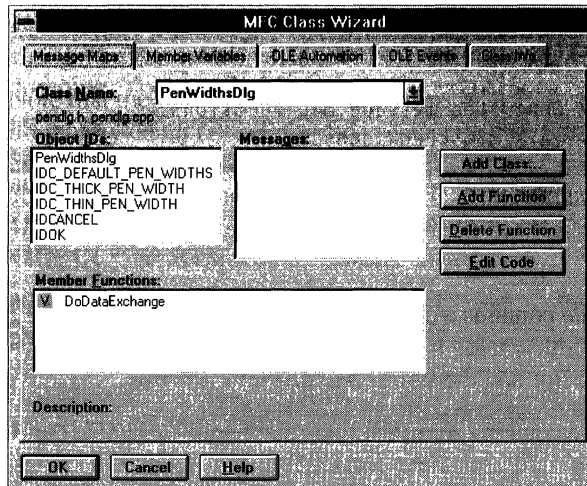 MFC Class Wizard
Message Maps Member Variables OLE Automation OLE Events Class Info
Class Name: PenWidthsDlg
pendlg.h, pendlg.cpp
Object IDs: Messages:
PenWidthsDlg
IDC_DEFAULT_PEN_WIDTHS
IDC_THICK_PEN_WIDTH
IDC_THIN_PEN_WIDTH
IDCANCEL
IDOK
Add Class...
Add Function
Delete Function
Edit Code
Member Functions:
V DoDataExchange
Description:
OK Cancel Help